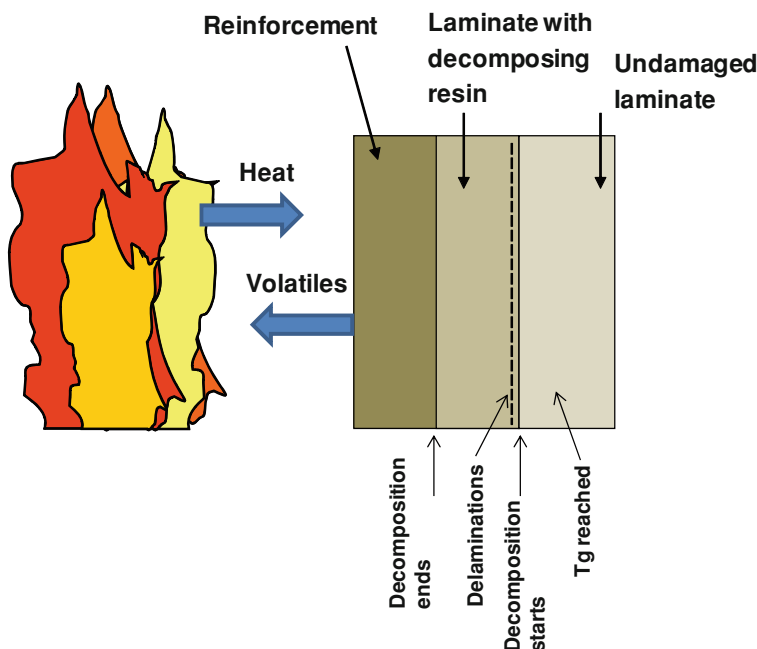 Reinforcement
Laminate with
decomposing
resin
Undamaged
laminate
Heat
Volatiles
Decomposition
ends
Delaminations
Decomposition
starts
Tg reached